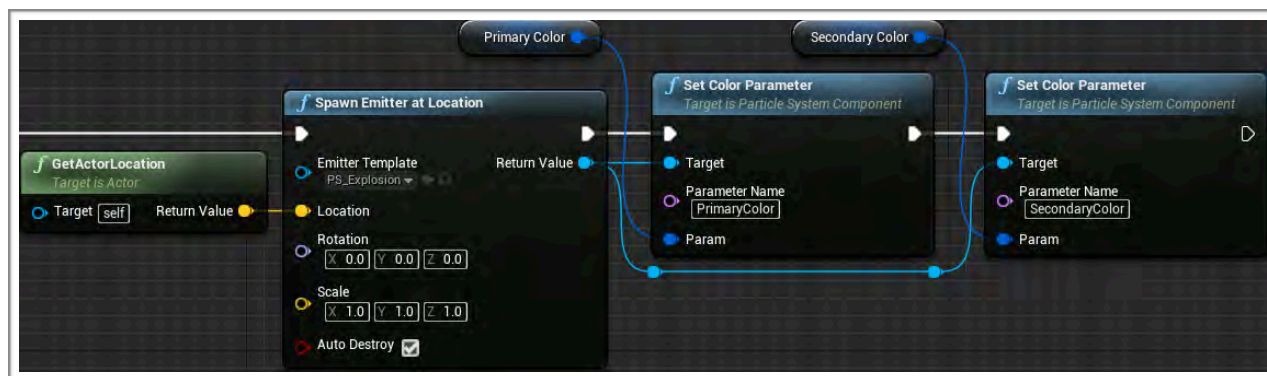 Primary Color
Secondary Color
f Spawn Emitter at Location
Emitter Template
PS_Explosion
Return Value
Location
Rotation
X 0.0 Y 0.0 Z 0.0
Scale
X 1.0 Y 1.0 Z 1.0
Auto Destroy
f GetActorLocation
Target is Actor
Target self Return Value
f Set Color Parameter
Target is Particle System Component
Target
Parameter Name
PrimaryColor
Param
f Set Color Parameter
Target is Particle System Component
Target
Parameter Name
SecondaryColor
Param